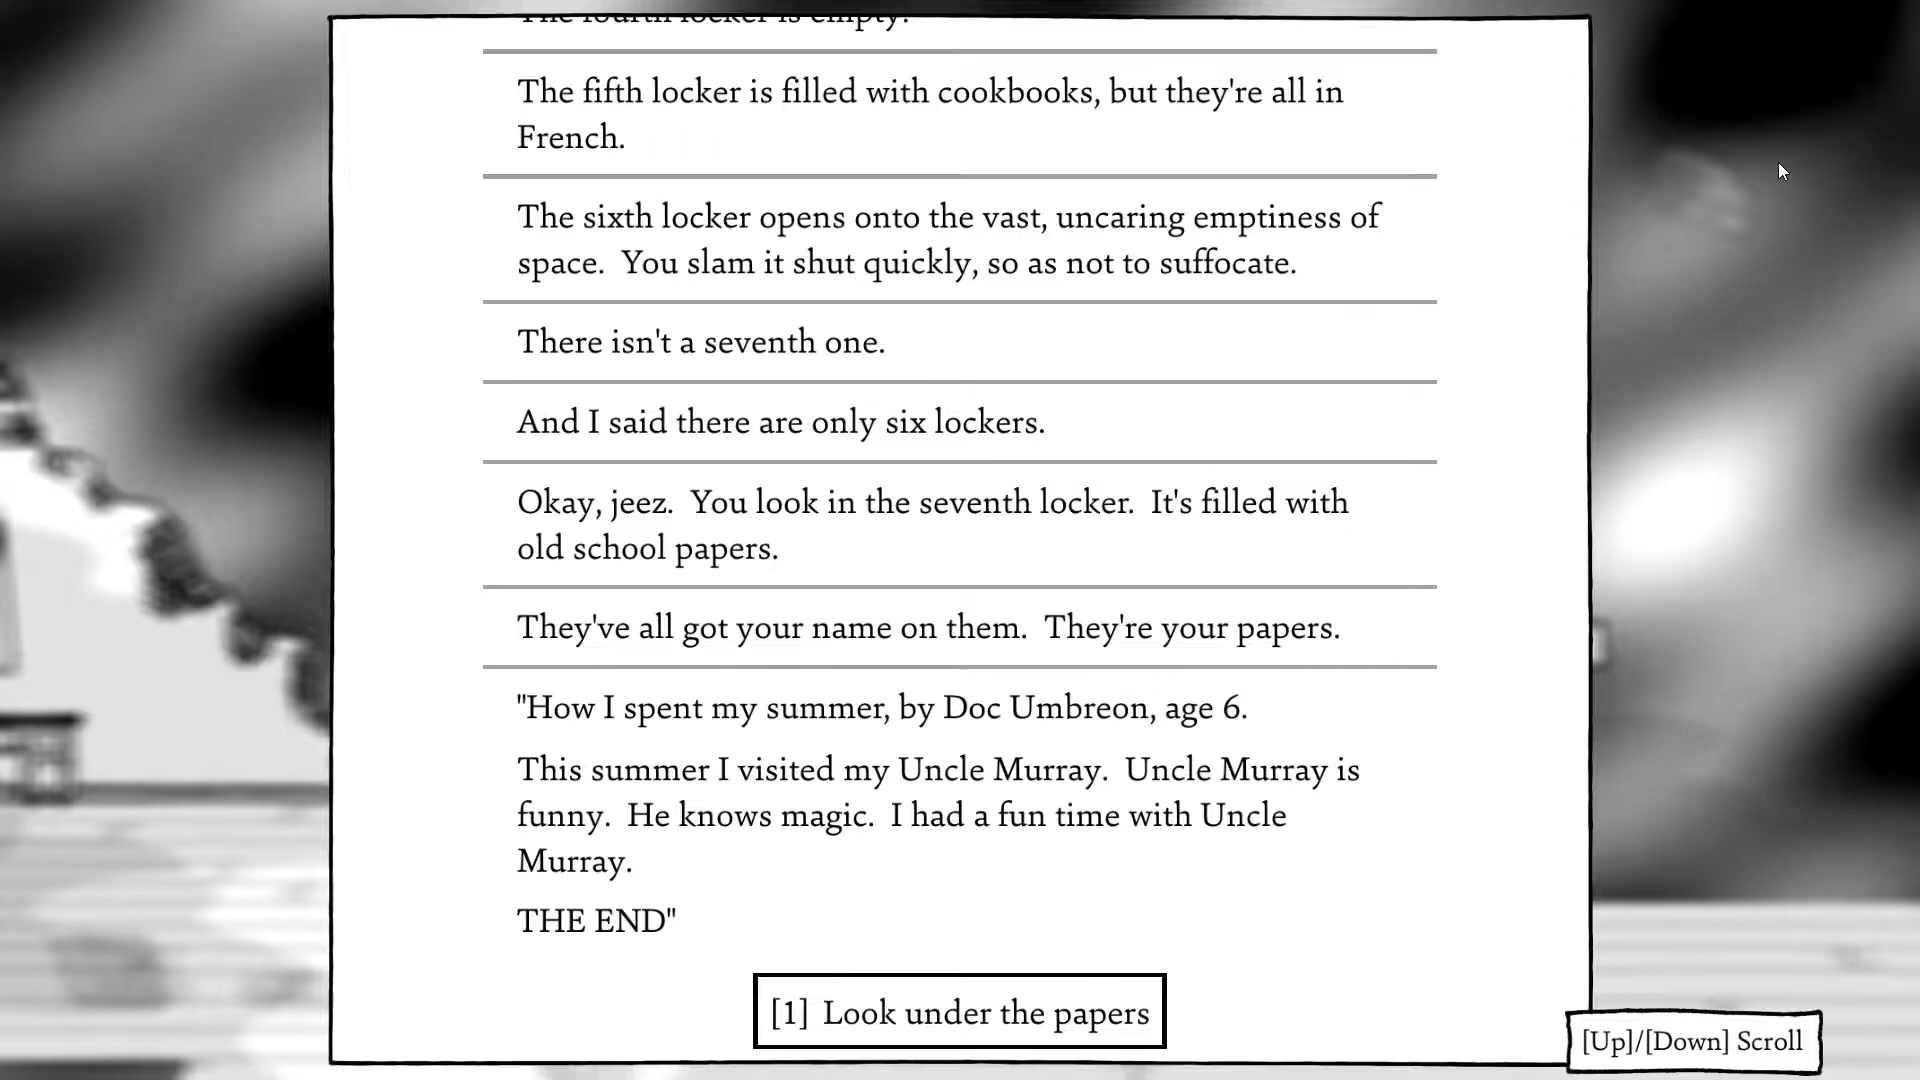 The fourth locker is empty.
The fifth locker is filled with cookbooks, but they're all in
French.
The sixth locker opens onto the vast, uncaring emptiness of
space.  You slam it shut quickly, so as not to suffocate.
There isn't a seventh one.
And I said there are only six lockers.
Okay, jeez.  You look in the seventh locker.  It's filled with
old school papers.
They've all got your name on them.  They're your papers.
"How I spent my summer, by Doc Umbreon, age 6.
This summer I visited my Uncle Murray.  Uncle Murray is
funny.  He knows magic.  I had a fun time with Uncle
Murray.
THE END"
[1]  Look under the papers
[Up]/[Down] Scroll